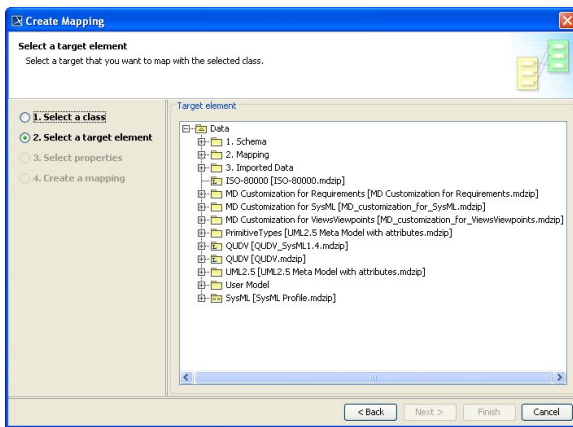 Create Mapping
Select a target element
Select a target that you want to map with the selected class.
1. Select a class
2. Select a target element
3. Select properties
4. Create a mapping
Target element
Data
1. Schema
2. Mapping
3. Imported Data
ISO-80000 [ISO-80000.mdzip]
MD Customization for Requirements [MD Customization for Requirements.mdzip]
MD Customization for SysML [MD_customization_for_SysML.mdzip]
MD Customization for ViewsViewpoints [MD_customization_for_ViewsViewpoints.mdzip]
PrimitiveTypes [UML2.5 Meta Model with attributes.mdzip]
QUDV [QUDV_SysML1.4.mdzip]
QUDV [QUDV.mdzip]
UML2.5 [UML2.5 Meta Model with attributes.mdzip]
User Model
SysML [SysML Profile.mdzip]
< Back Next > Finish Cancel